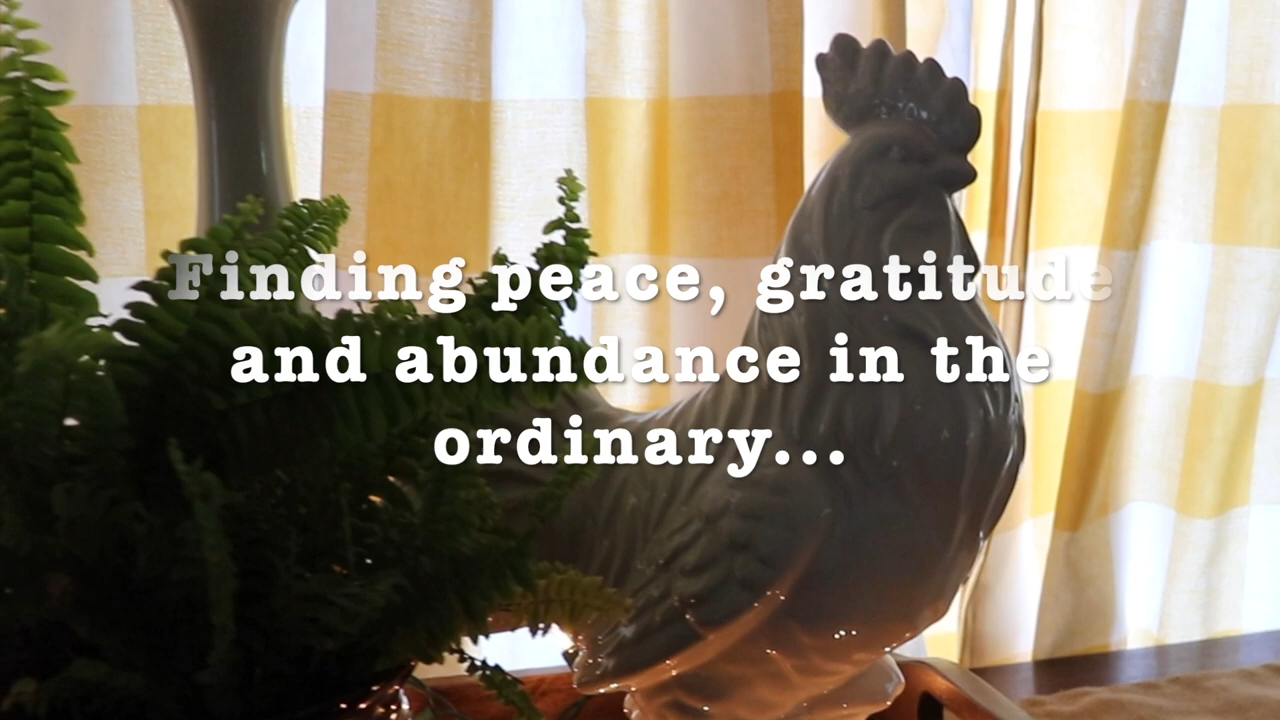 Finding peace, gratitude
and abundance in the
ordinary...